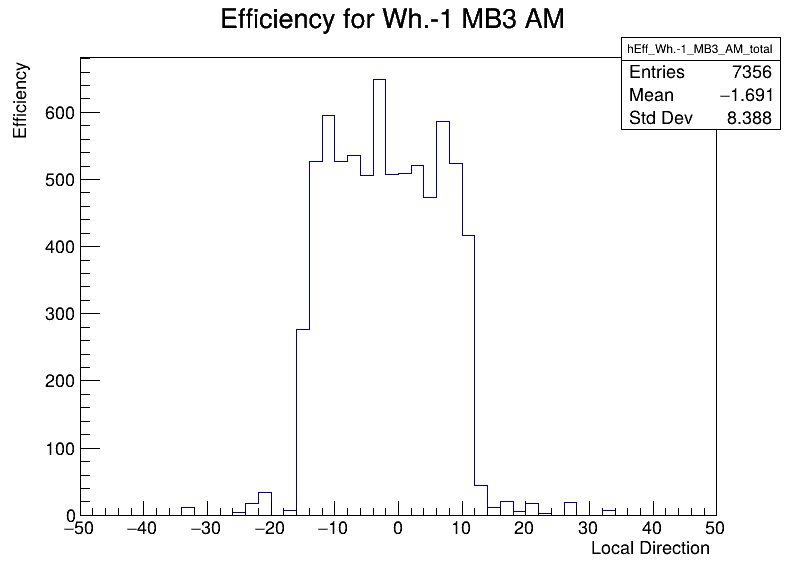 Efficiency for Wh.-1 MB3 AM
hEff_Wh.-1_MB3_AM_total
Entries 7356
Mean −1.691
Std Dev 8.388
Efficiency
600
500
400
300
200
100
0
−50 −40 −30 −20 −10 0 10 20 30 40 50
Local Direction